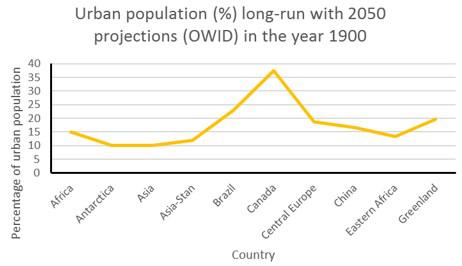 Urban population (%) long-run with 2050
projections (OWID) in the year 1900
Percentage of urban population
40
35
30
25
20
15
10
5
0
Africa
Antarctica
Asia
Asia-Stan
Brazil
Canada
Central Europe
China
Eastern Africa
Greenland
Country